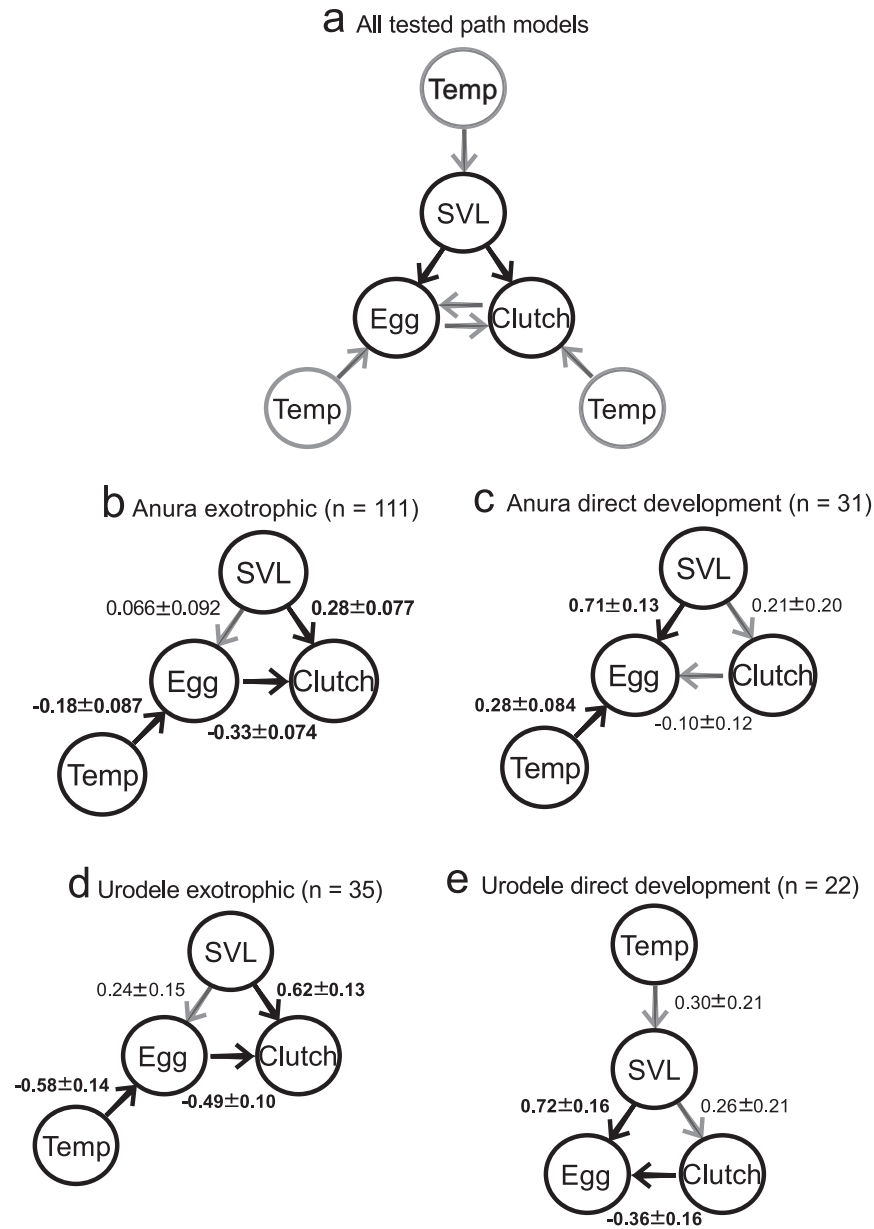 a All tested path models
Temp
SVL
Egg
Clutch
Temp
Temp
b Anura exotrophic (n = 111)
SVL
0.066±0.092
0.28±0.077
Egg
Clutch
-0.18±0.087
-0.33±0.074
Temp
c Anura direct development (n = 31)
SVL
0.71±0.13
0.21±0.20
Egg
Clutch
0.28±0.084
-0.10±0.12
Temp
d Urodele exotrophic (n = 35)
SVL
0.24±0.15
0.62±0.13
Egg
Clutch
-0.58±0.14
-0.49±0.10
Temp
e Urodele direct development (n = 22)
Temp
0.30±0.21
SVL
0.72±0.16
0.26±0.21
Egg
Clutch
-0.36±0.16